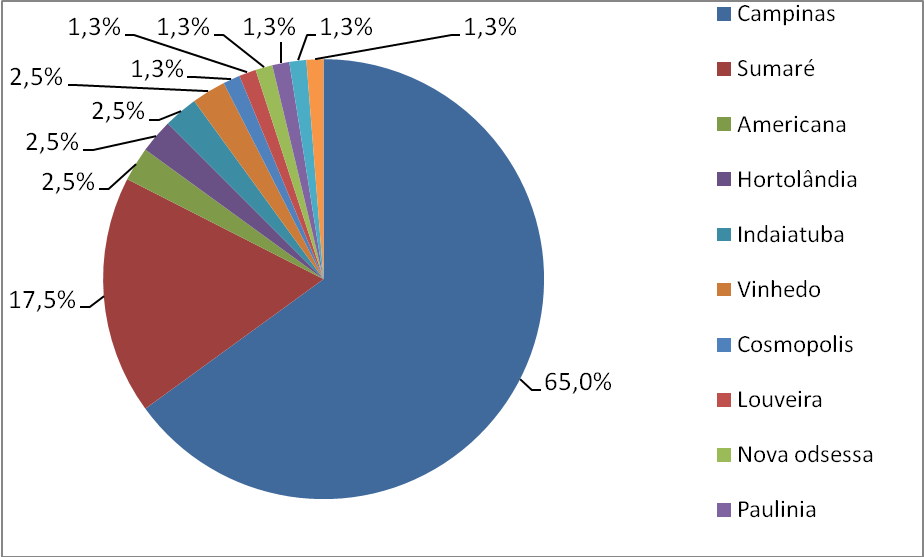 1,3%
1,3%
1,3%
1,3%
1,3%
1,3%
2,5%
2,5%
2,5%
2,5%
17,5%
65,0%
Campinas
Sumaré
Americana
Hortolândia
Indaiatuba
Vinhedo
Cosmopolis
Louveira
Nova odsessa
Paulinia